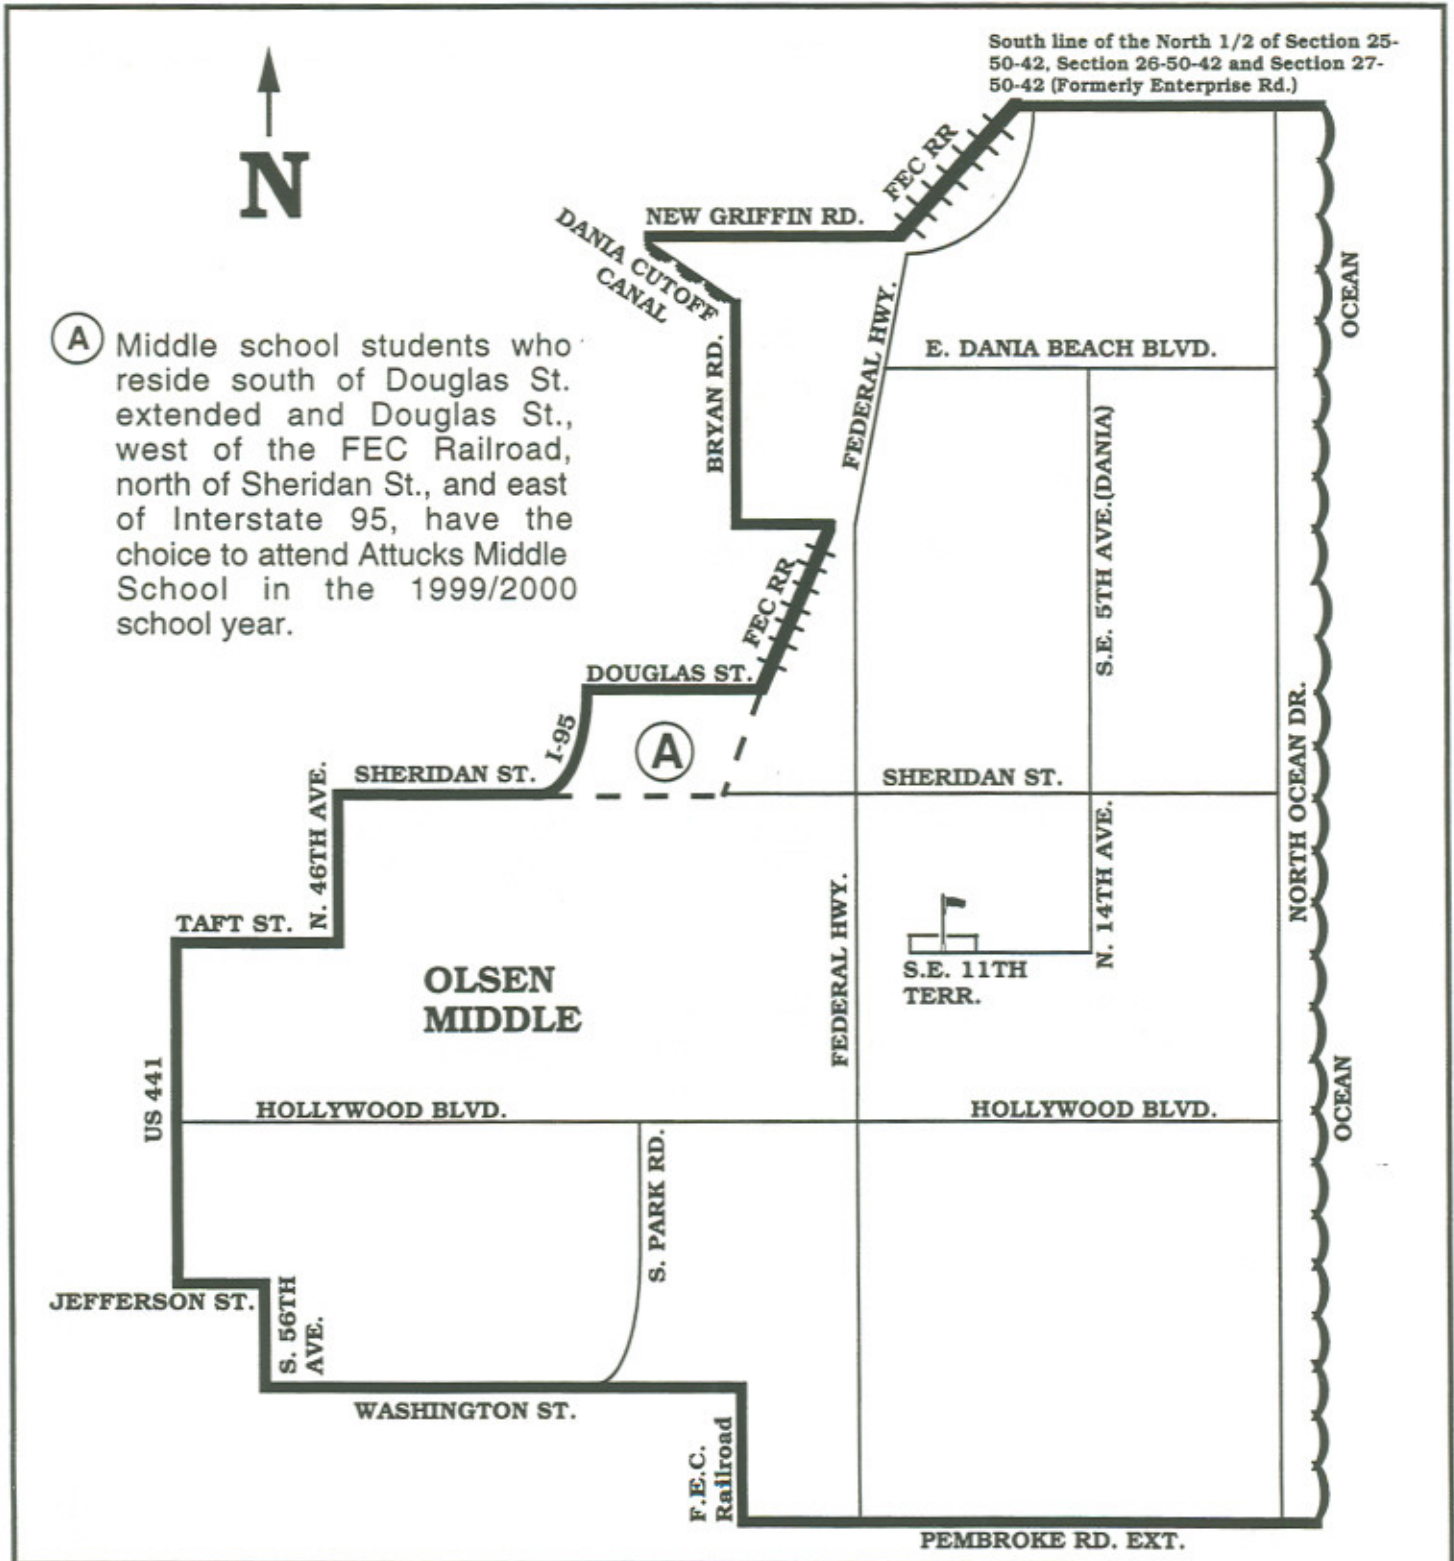 South line of the North 1/2 of Section 25-
50-42, Section 26-50-42 and Section 27-
50-42 (Formerly Enterprise Rd.)
N
FEC RR
NEW GRIFFIN RD.
DANIA CUTOFF
CANAL
OCEAN
A
Middle school students who
reside south of Douglas St.
extended and Douglas St.,
west of the FEC Railroad,
north of Sheridan St., and east
of Interstate 95, have the
choice to attend Attucks Middle
School in the 1999/2000
school year.
BRYAN RD.
FEDERAL HWY.
E. DANIA BEACH BLVD.
S.E. 5TH AVE.(DANIA)
FEC RR
DOUGLAS ST.
I-95
A
SHERIDAN ST.
SHERIDAN ST.
NORTH OCEAN DR.
N. 46TH AVE.
N. 14TH AVE.
TAFT ST.
FEDERAL HWY.
OLSEN
MIDDLE
S.E. 11TH
TERR.
US 441
HOLLYWOOD BLVD.
HOLLYWOOD BLVD.
OCEAN
S. PARK RD.
JEFFERSON ST.
S. 56TH
AVE.
WASHINGTON ST.
F.E.C.
Railroad
PEMBROKE RD. EXT.